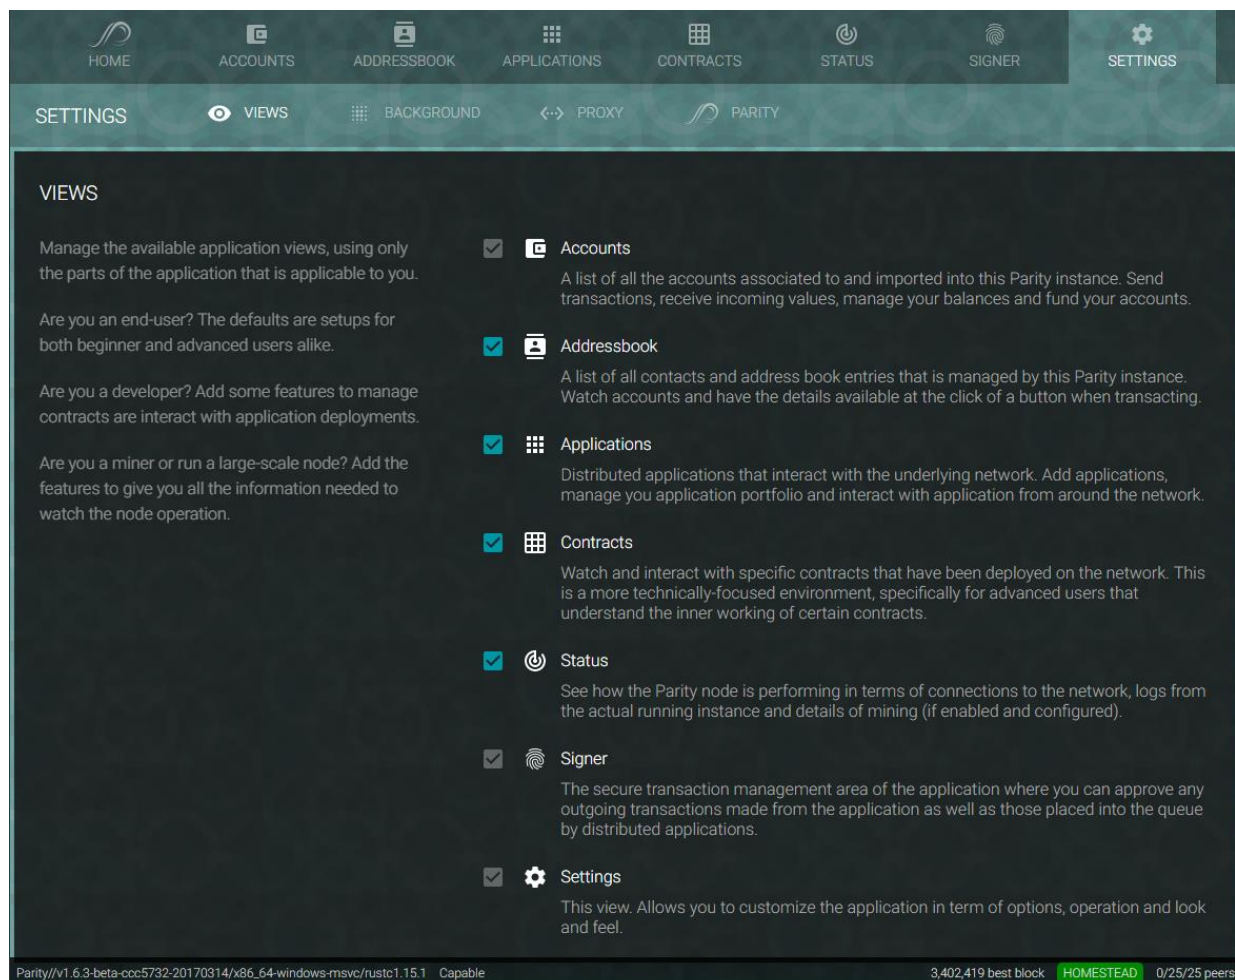 HOME
ACCOUNTS
ADDRESSBOOK
APPLICATIONS
CONTRACTS
STATUS
SIGNER
SETTINGS
SETTINGS
VIEWS
BACKGROUND
PROXY
PARITY
VIEWS
Manage the available application views, using only
the parts of the application that is applicable to you.
Are you an end-user? The defaults are setups for
both beginner and advanced users alike.
Are you a developer? Add some features to manage
contracts are interact with application deployments.
Are you a miner or run a large-scale node? Add the
features to give you all the information needed to
watch the node operation.
Accounts
A list of all the accounts associated to and imported into this Parity instance. Send
transactions, receive incoming values, manage your balances and fund your accounts.
Addressbook
A list of all contacts and address book entries that is managed by this Parity instance.
Watch accounts and have the details available at the click of a button when transacting.
Applications
Distributed applications that interact with the underlying network. Add applications,
manage you application portfolio and interact with application from around the network.
Contracts
Watch and interact with specific contracts that have been deployed on the network. This
is a more technically-focused environment, specifically for advanced users that
understand the inner working of certain contracts.
Status
See how the Parity node is performing in terms of connections to the network, logs from
the actual running instance and details of mining (if enabled and configured).
Signer
The secure transaction management area of the application where you can approve any
outgoing transactions made from the application as well as those placed into the queue
by distributed applications.
Settings
This view. Allows you to customize the application in term of options, operation and look
and feel.
Parity//v1.6.3-beta-ccc5732-20170314/x86_64-windows-msvc/rustc1.15.1 Capable
3,402,419 best block HOMESTEAD 0/25/25 peers